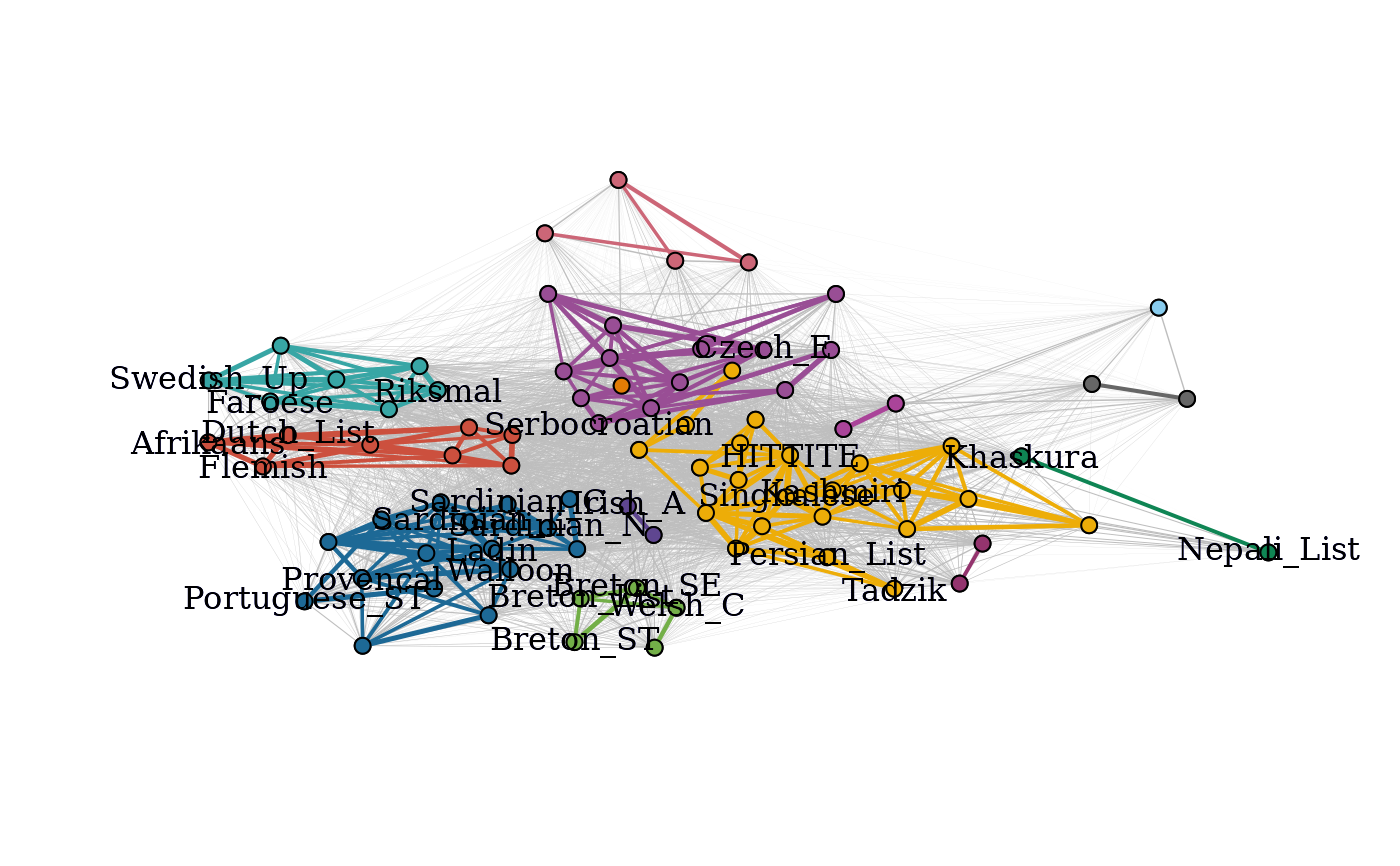 Czech_E
Swedish_Up
Riksmal
Faroese
Serbocroatian
Dutch_List
Afrikaans
HITTITE
Khaskura
Flemish
Kashmiri
Singhalese
Sardinian_C
Irish_A
Sardinian_N
Ladin
Nepali_List
Persian_List
Walloon
Provencal
Breton_SE
Tadzik
Portuguese_ST
Breton_List
Welsh_C
Breton_ST